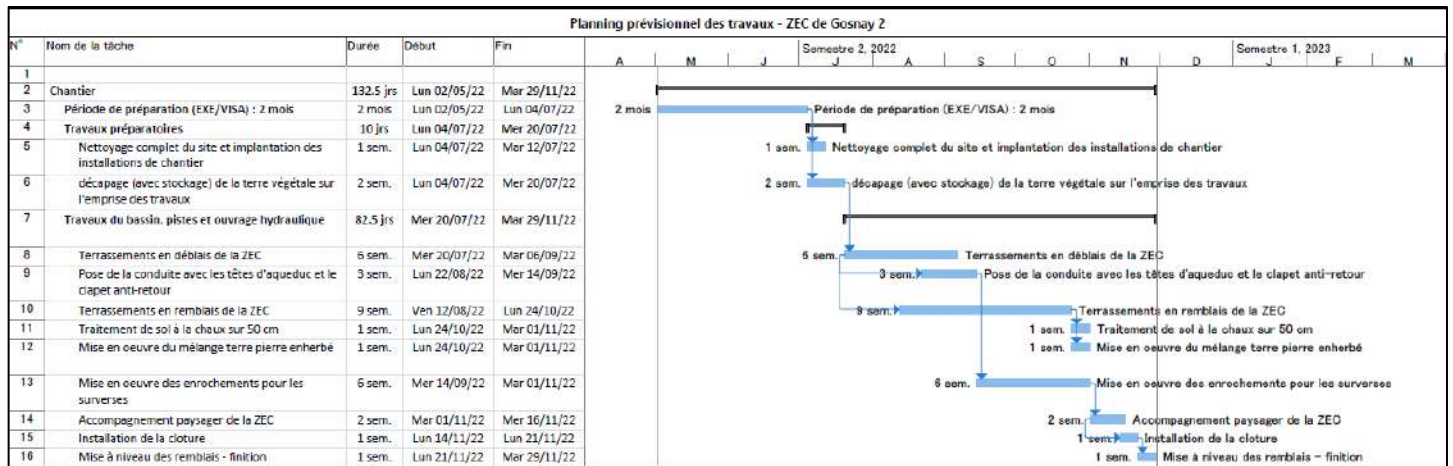 Planning prévisionnel des travaux - ZEC de Gosnay 2
N° Nom de la tâche Durée Début Fin Semestre 2, 2022 Semestre 1, 2023
A M J J A S O N D J F M
1
2 Chantier 132.5 jrs Lun 02/05/22 Mar 29/11/22
3 Période de préparation (EXE/VISA) : 2 mois 2 mois Lun 02/05/22 Lun 04/07/22 2 mois Période de préparation (EXE/VISA) : 2 mois
4 Travaux préparatoires 10 jrs Lun 04/07/22 Mer 20/07/22
5 Nettoyage complet du site et implantation des 1 sem. Lun 04/07/22 Mar 12/07/22 1 sem. Nettoyage complet du site et implantation des installations de chantier
installations de chantier
6 décapage (avec stockage) de la terre végétale sur 2 sem. Lun 04/07/22 Mer 20/07/22 2 sem. décapage (avec stockage) de la terre végétale sur l'emprise des travaux
l'emprise des travaux
7 Travaux du bassin, pistes et ouvrage hydraulique 82.5 jrs Mer 20/07/22 Mar 29/11/22
8 Terrassements en déblais de la ZEC 6 sem. Mer 20/07/22 Mar 06/09/22 6 sem. Terrassements en déblais de la ZEC
9 Pose de la conduite avec les têtes d'aqueduc et le 3 sem. Lun 22/08/22 Mer 14/09/22 3 sem. Pose de la conduite avec les têtes d'aqueduc et le clapet anti-retour
clapet anti-retour
10 Terrassements en remblais de la ZEC 9 sem. Ven 12/08/22 Lun 24/10/22 9 sem. Terrassements en remblais de la ZEC
11 Traitement de sol à la chaux sur 50 cm 1 sem. Lun 24/10/22 Mar 01/11/22 1 sem. Traitement de sol à la chaux sur 50 cm
12 Mise en oeuvre du mélange terre pierre enherbé 1 sem. Lun 24/10/22 Mar 01/11/22 1 sem. Mise en oeuvre du mélange terre pierre enherbé
13 Mise en oeuvre des enrochements pour les 6 sem. Mer 14/09/22 Mar 01/11/22 6 sem. Mise en oeuvre des enrochements pour les surverses
surverses
14 Accompagnement paysager de la ZEC 2 sem. Mar 01/11/22 Mer 16/11/22 2 sem. Accompagnement paysager de la ZEC
15 Installation de la cloture 1 sem. Lun 14/11/22 Lun 21/11/22 1 sem. Installation de la cloture
16 Mise à niveau des remblais - finition 1 sem. Lun 21/11/22 Mar 29/11/22 1 sem. Mise à niveau des remblais - finition